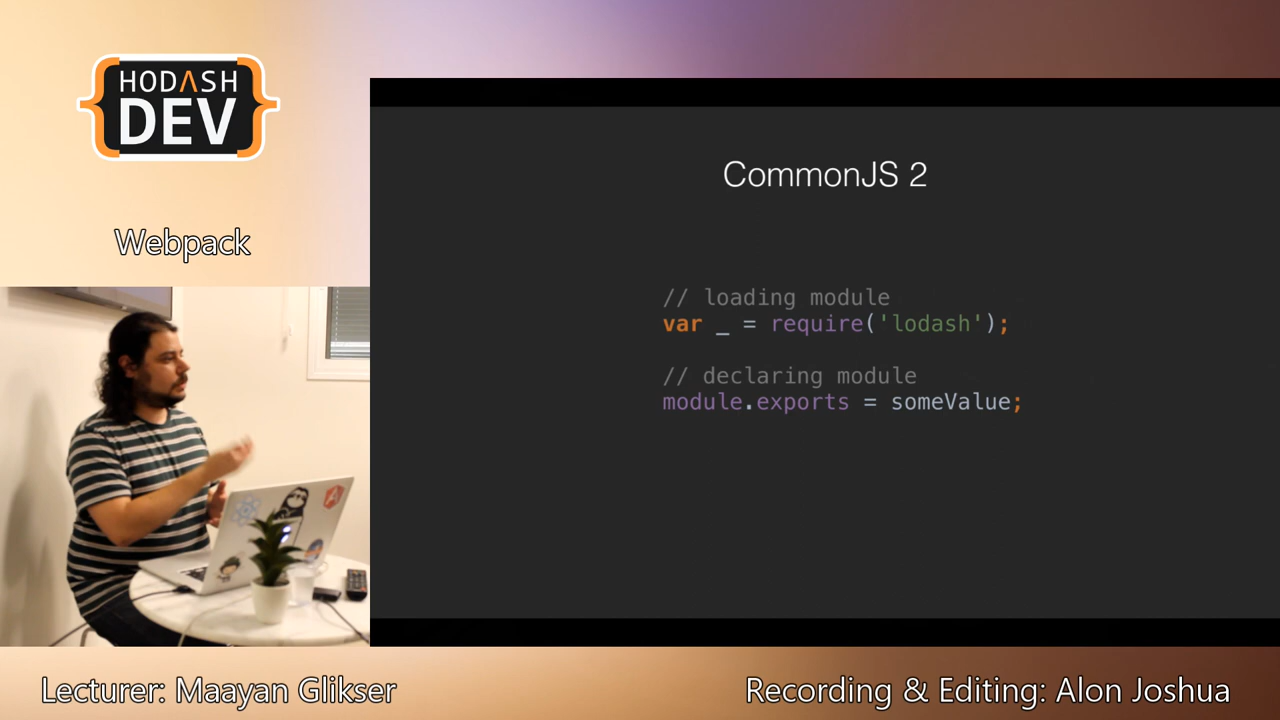 HODASH
DEV
Webpack
CommonJS 2
// loading module
var _ = require('lodash');
// declaring module
module.exports = someValue;
Lecturer: Maayan Glikser
Recording & Editing: Alon Joshua